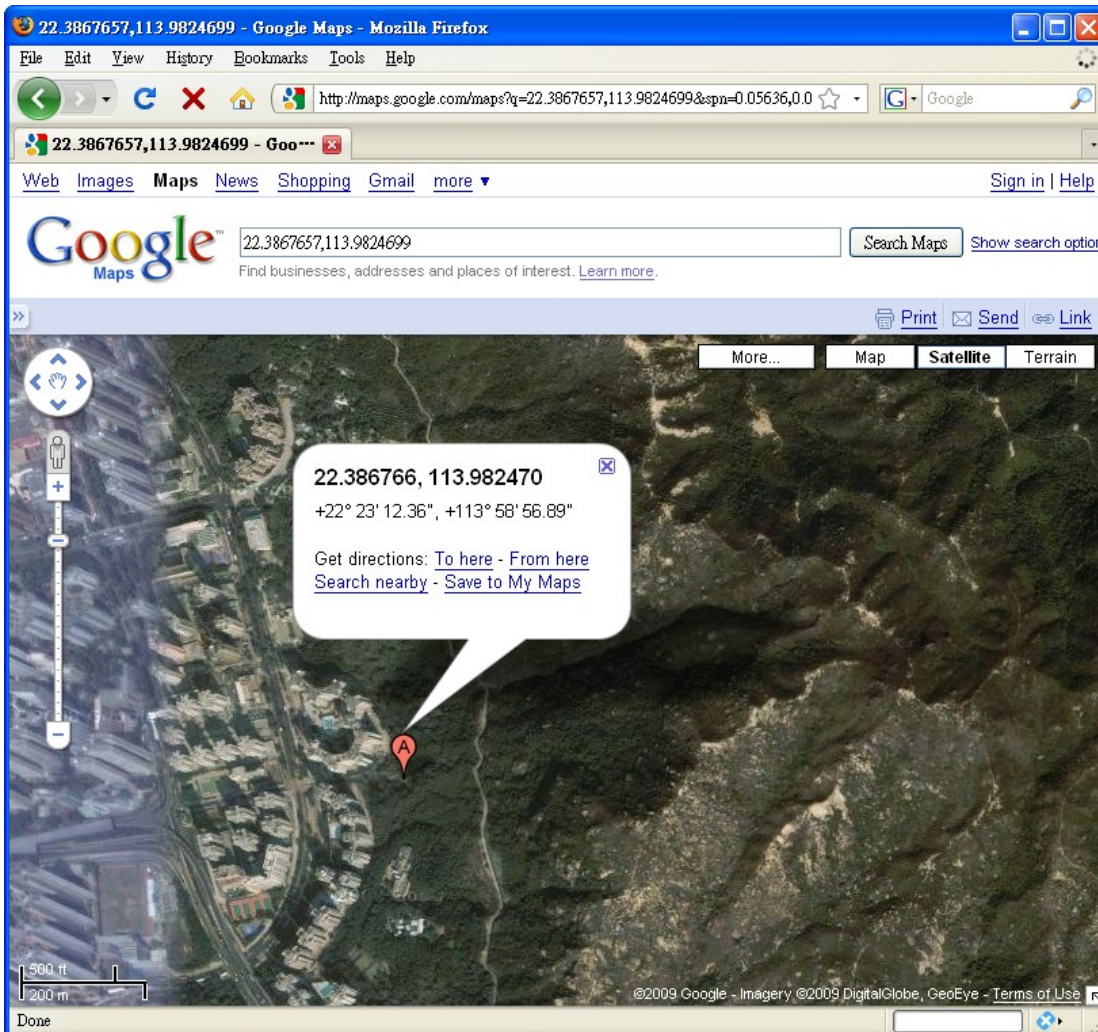 22.3867657,113.9824699 - Google Maps - Mozilla Firefox
File Edit View History Bookmarks Tools Help
http://maps.google.com/maps?q=22.3867657,113.9824699&spn=0.05636,0.0 G Google
22.3867657,113.9824699 - Goo···
Web Images Maps News Shopping Gmail more ▼ Sign in | Help
Google™ Maps
22.3867657,113.9824699 Search Maps Show search option
Find businesses, addresses and places of interest. Learn more.
» Print Send Link
More... Map Satellite Terrain
22.386766, 113.982470
+22° 23' 12.36", +113° 58' 56.89"
Get directions: To here - From here
Search nearby - Save to My Maps
A
500 ft
200 m
©2009 Google - Imagery ©2009 DigitalGlobe, GeoEye - Terms of Use
Done